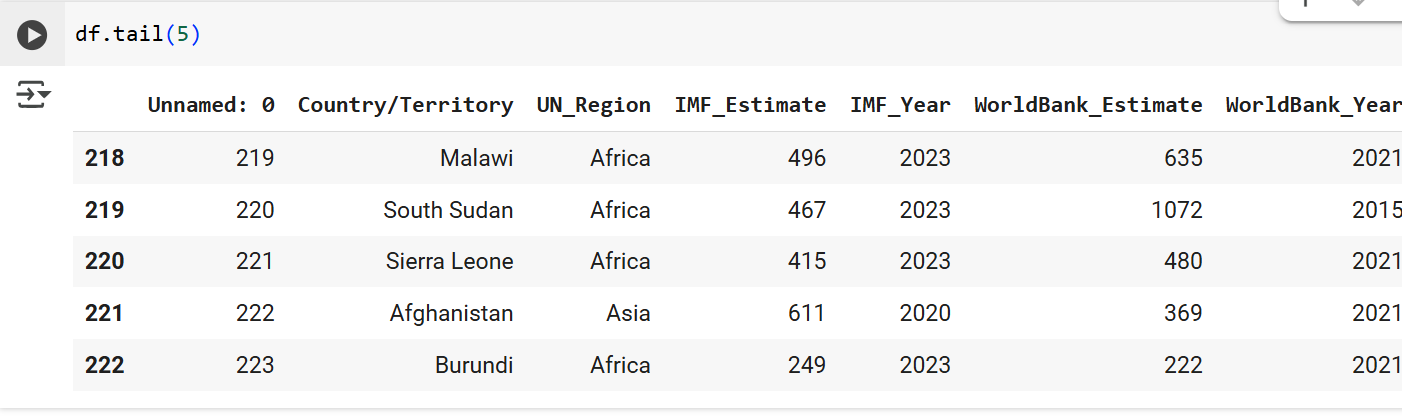 df.tail(5)
Unnamed: 0 Country/Territory UN_Region IMF_Estimate IMF_Year WorldBank_Estimate WorldBank_Year
218 219 Malawi Africa 496 2023 635 2021
219 220 South Sudan Africa 467 2023 1072 2015
220 221 Sierra Leone Africa 415 2023 480 2021
221 222 Afghanistan Asia 611 2020 369 2021
222 223 Burundi Africa 249 2023 222 2021